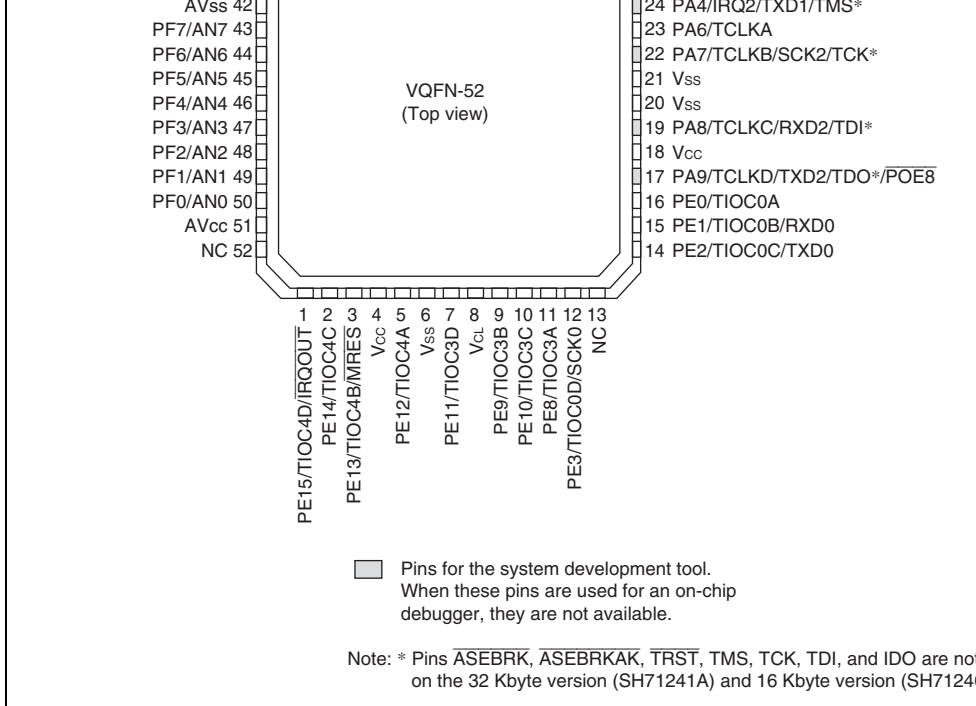 AVss 42
PF7/AN7 43
PF6/AN6 44
PF5/AN5 45
PF4/AN4 46
PF3/AN3 47
PF2/AN2 48
PF1/AN1 49
PF0/AN0 50
AVcc 51
NC 52
VQFN-52
(Top view)
24 PA4/IRQ2/TXD1/TMS*
23 PA6/TCLKA
22 PA7/TCLKB/SCK2/TCK*
21 Vss
20 Vss
19 PA8/TCLKC/RXD2/TDI*
18 Vcc
17 PA9/TCLKD/TXD2/TDO*/POE8
16 PE0/TIOC0A
15 PE1/TIOC0B/RXD0
14 PE2/TIOC0C/TXD0
1 2 3 4 5 6 7 8 9 10 11 12 13
PE15/TIOC4D/IRQOUT
PE14/TIOC4C
PE13/TIOC4B/MRES
Vcc
PE12/TIOC4A
Vss
PE11/TIOC3D
VCL
PE9/TIOC3B
PE10/TIOC3C
PE8/TIOC3A
PE3/TIOC0D/SCK0
NC
Pins for the system development tool.
When these pins are used for an on-chip
debugger, they are not available.
Note: * Pins ASEBRK, ASEBRKAK, TRST, TMS, TCK, TDI, and IDO are not
on the 32 Kbyte version (SH71241A) and 16 Kbyte version (SH7124